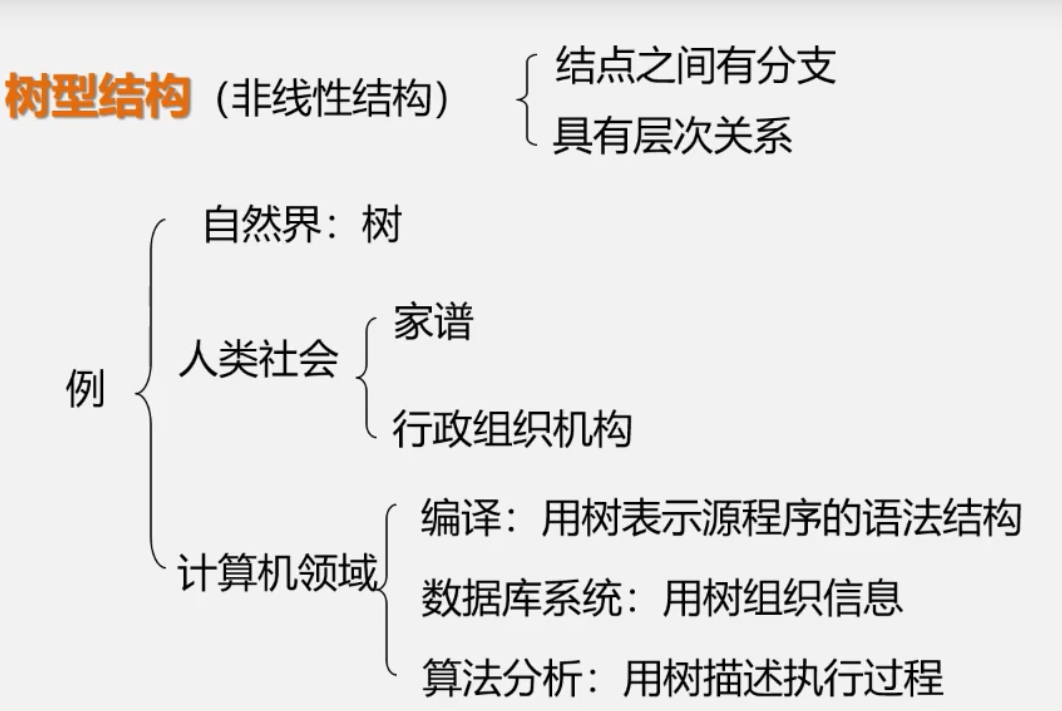 树型结构（非线性结构）
结点之间有分支
具有层次关系
例
自然界：树
人类社会
家谱
行政组织机构
计算机领域
编译：用树表示源程序的语法结构
数据库系统：用树组织信息
算法分析：用树描述执行过程